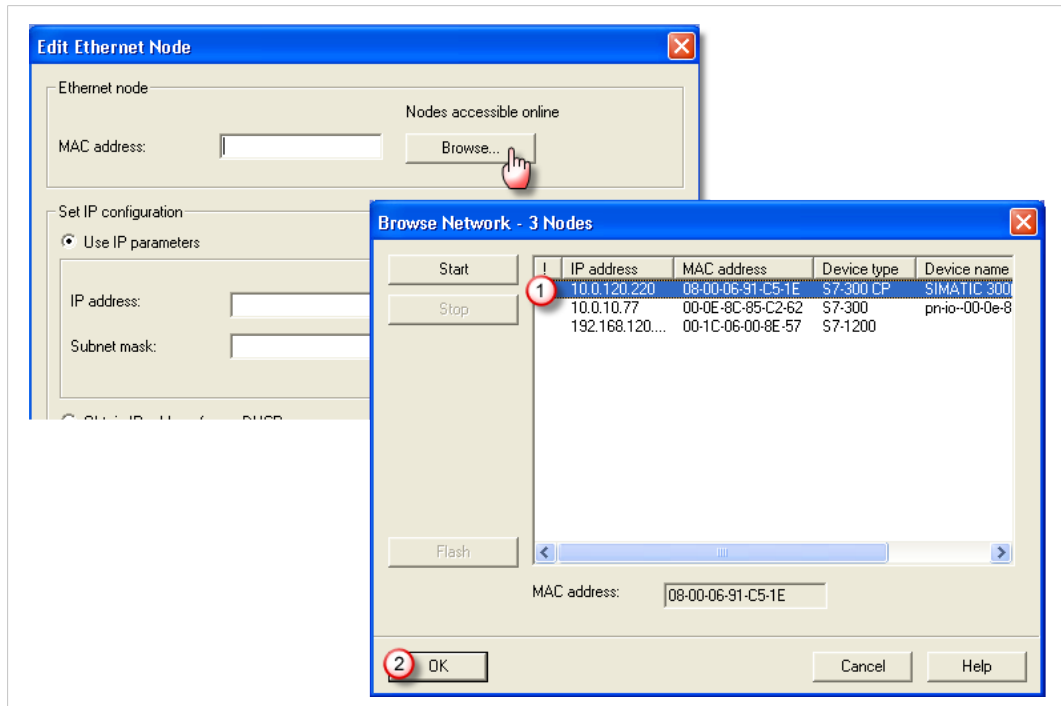 Edit Ethernet Node
Ethernet node
Nodes accessible online
MAC address:
Browse...
Set IP configuration
Use IP parameters
IP address:
Subnet mask:
Browse Network - 3 Nodes
Start
Stop
Flash
! IP address MAC address Device type Device name
1 10.0.120.220 08-00-06-91-C5-1E S7-300 CP SIMATIC 300
10.0.10.77 00-0E-8C-85-C2-62 S7-300 pn-io--00-0e-8
192.168.120.... 00-1C-06-00-8E-57 S7-1200
MAC address: 08-00-06-91-C5-1E
2 OK Cancel Help